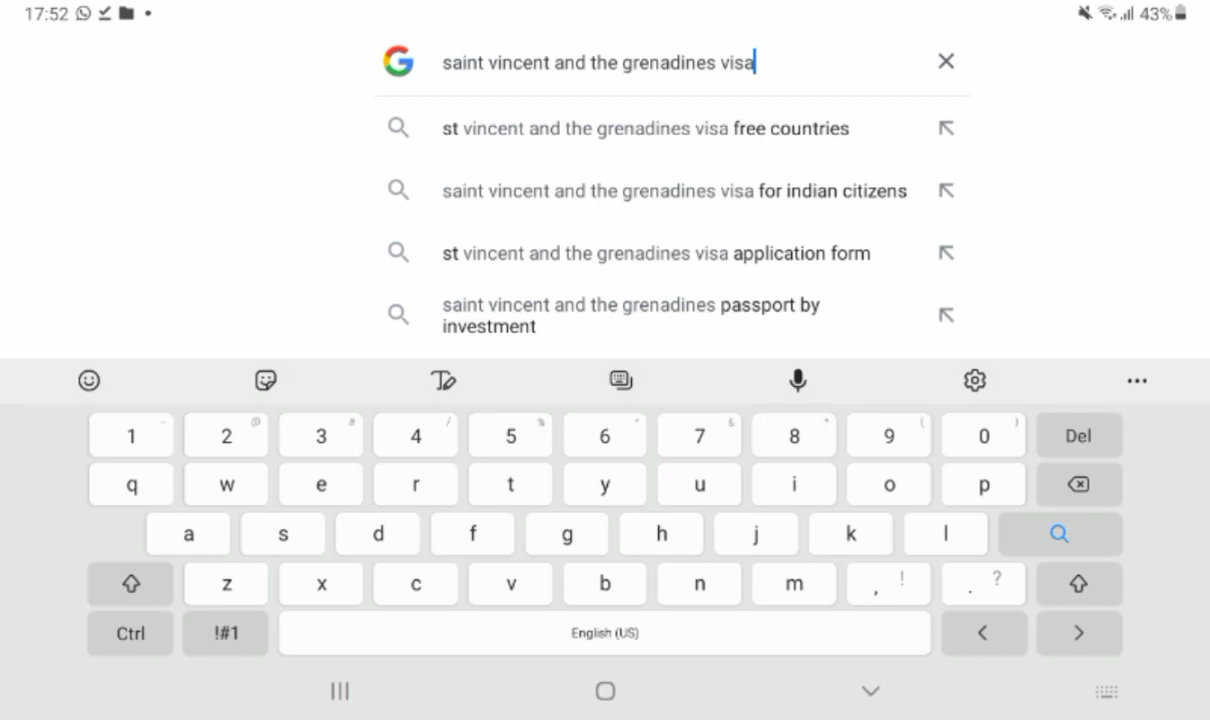 17:52
43%
saint vincent and the grenadines visa
st vincent and the grenadines visa free countries
saint vincent and the grenadines visa for indian citizens
st vincent and the grenadines visa application form
saint vincent and the grenadines passport by
investment
1 2 @ 3 # 4 / 5 % 6 7 & 8 * 9 ( 0 ) Del
q w e r t y u i o p
a s d f g h j k l
z x c v b n m , ! . ?
Ctrl !#1 English (US) < >